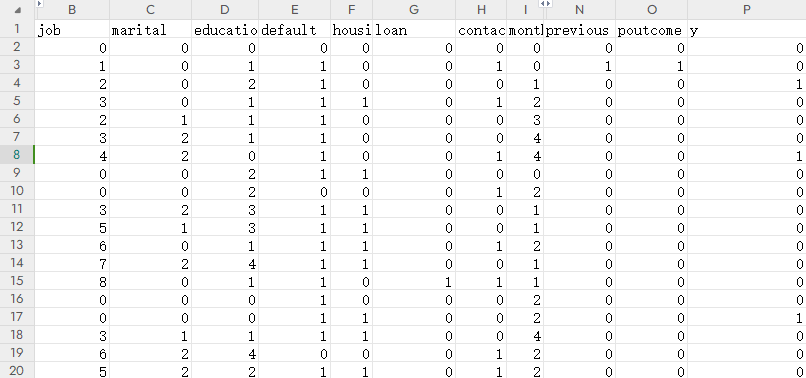 B C D E F G H I N O P
1 job marital educatio default housi loan contac mont previous poutcome y
2 0 0 0 0 0 0 0 0 0 0 0
3 1 0 1 1 0 0 1 0 1 1 0
4 2 0 2 1 0 0 0 1 0 0 1
5 3 0 1 1 1 0 1 2 0 0 0
6 2 1 1 1 0 0 0 3 0 0 0
7 3 2 1 1 0 0 0 4 0 0 0
8 4 2 0 1 0 0 1 4 0 0 1
9 0 0 2 1 1 0 0 0 0 0 0
10 0 0 2 0 0 0 1 2 0 0 0
11 3 2 3 1 1 0 0 1 0 0 0
12 5 1 3 1 1 0 0 1 0 0 0
13 6 0 1 1 1 0 1 2 0 0 0
14 7 2 4 1 1 0 0 1 0 0 0
15 8 0 1 1 0 1 1 1 0 0 0
16 0 0 0 1 0 0 0 2 0 0 0
17 0 0 0 1 1 0 0 2 0 0 1
18 3 1 1 1 1 0 0 4 0 0 0
19 6 2 4 0 0 0 1 2 0 0 0
20 5 2 2 1 1 0 1 2 0 0 0